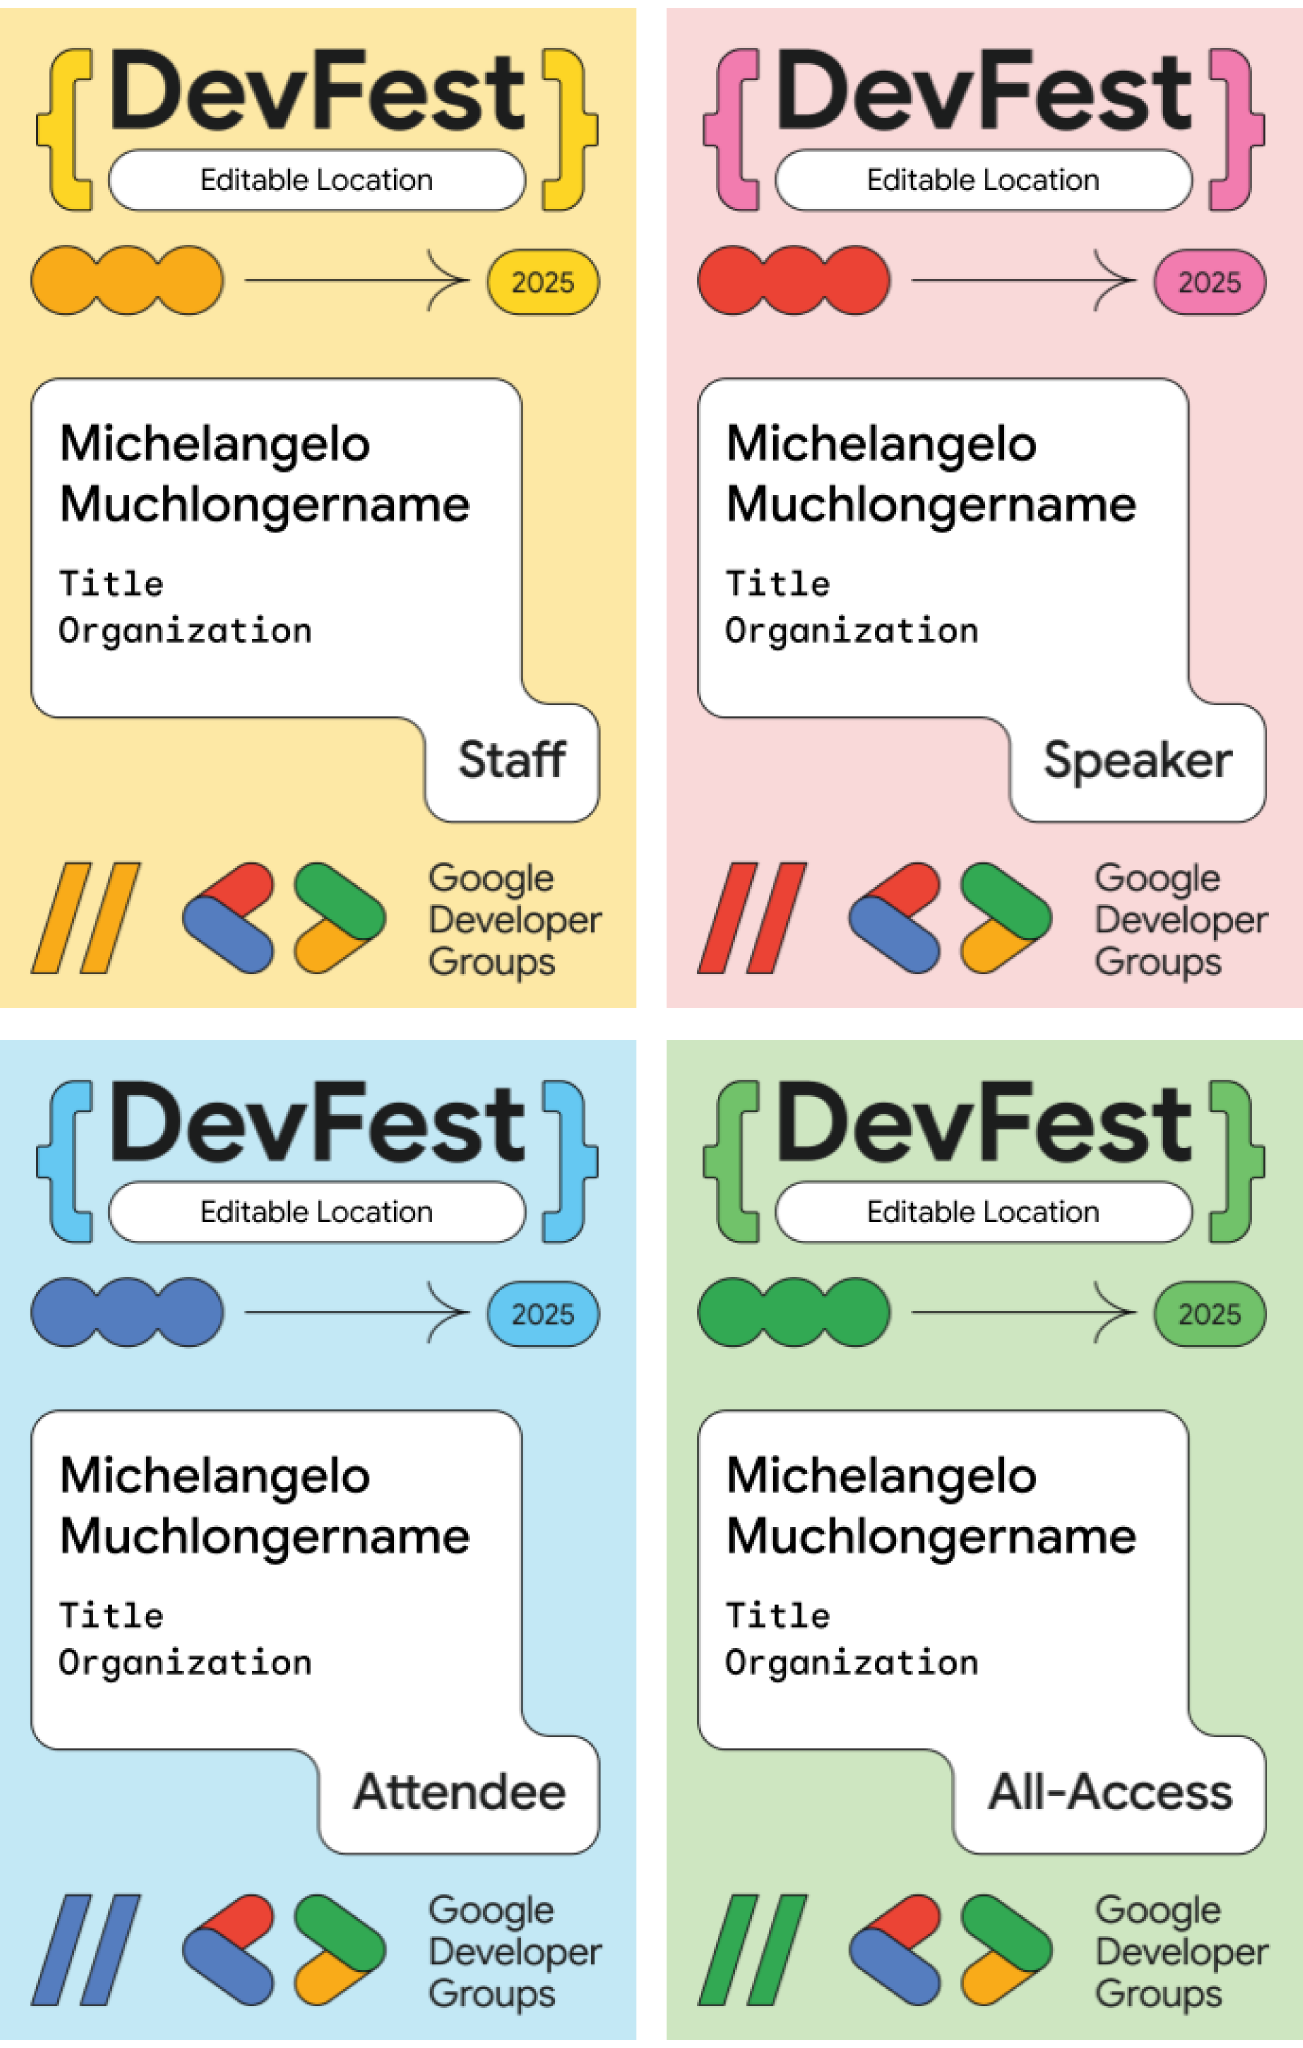 DevFest
Editable Location
2025
Michelangelo
Muchlongername
Title
Organization
Staff
Google
Developer
Groups
DevFest
Editable Location
2025
Michelangelo
Muchlongername
Title
Organization
Speaker
Google
Developer
Groups
DevFest
Editable Location
2025
Michelangelo
Muchlongername
Title
Organization
Attendee
Google
Developer
Groups
DevFest
Editable Location
2025
Michelangelo
Muchlongername
Title
Organization
All-Access
Google
Developer
Groups